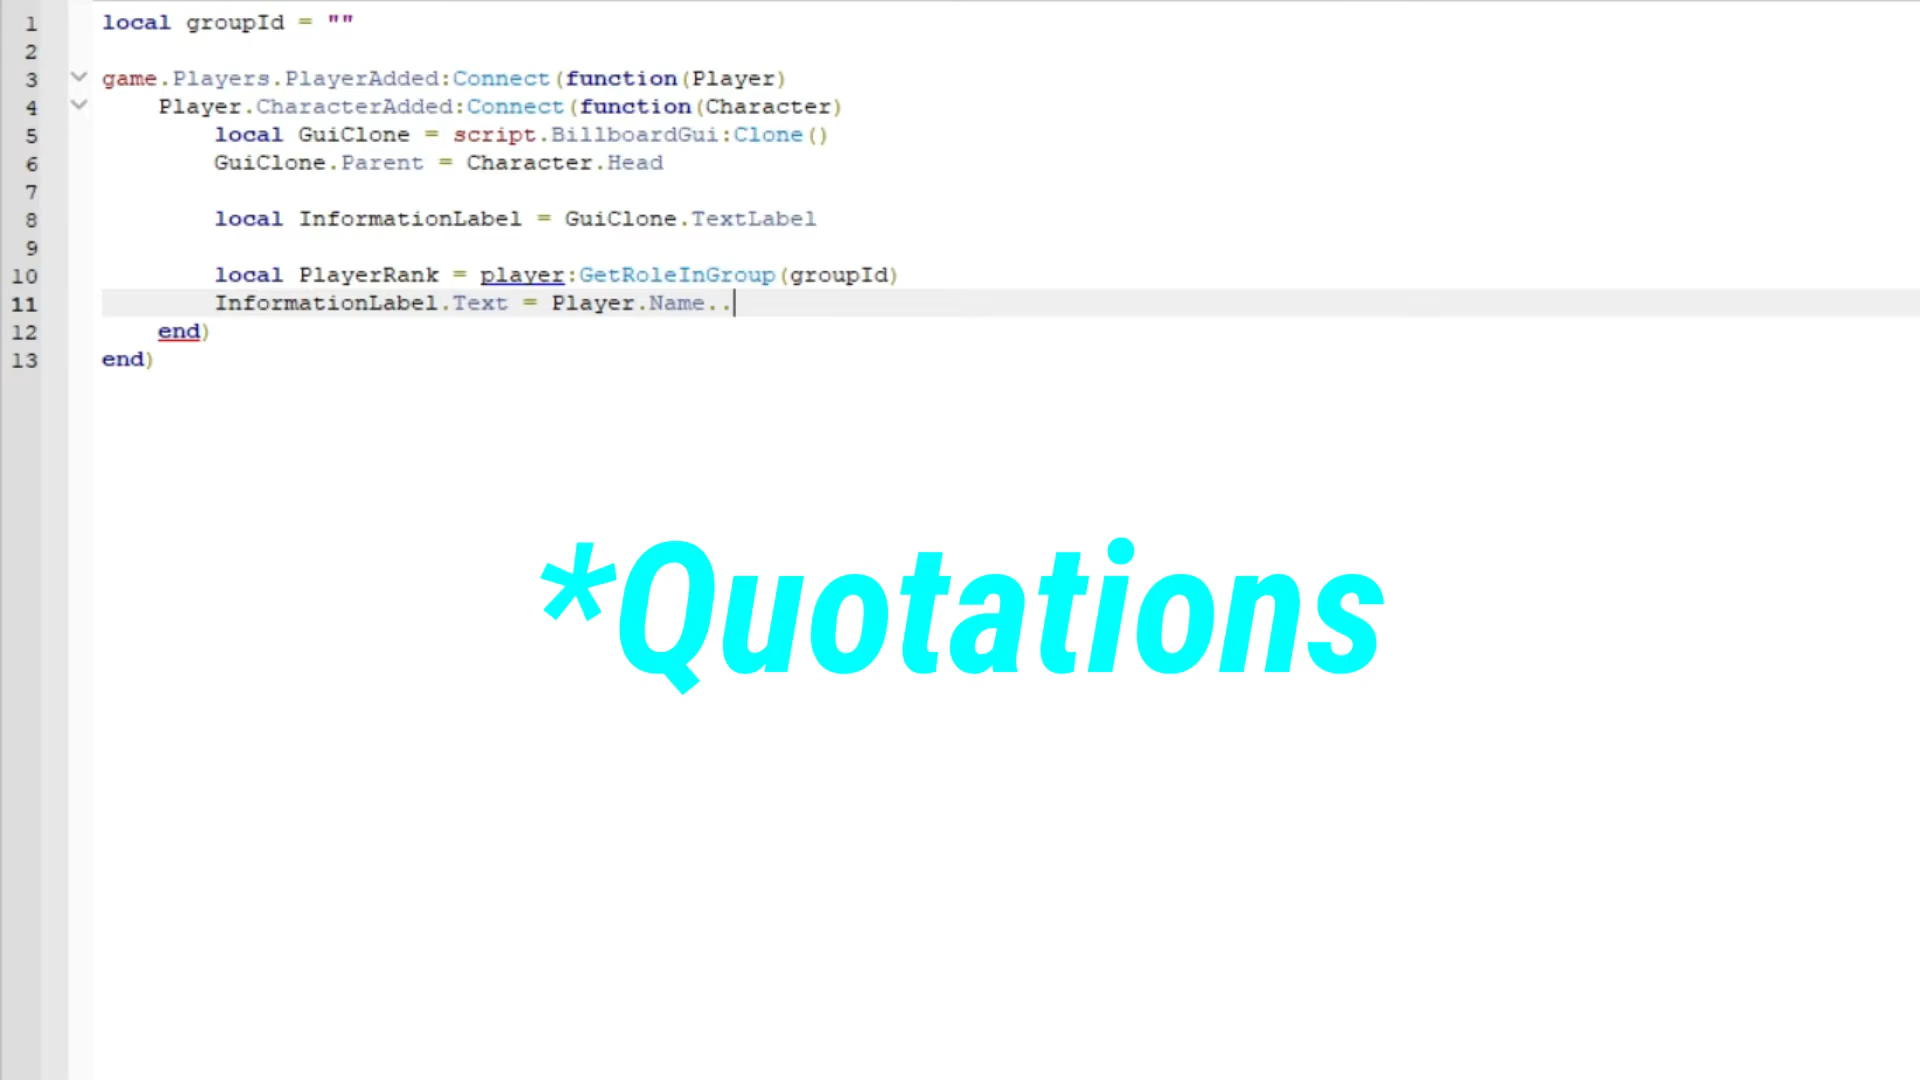 1 local groupId = ""
2
3 game.Players.PlayerAdded:Connect(function(Player)
4 Player.CharacterAdded:Connect(function(Character)
5 local GuiClone = script.BillboardGui:Clone()
6 GuiClone.Parent = Character.Head
7
8 local InformationLabel = GuiClone.TextLabel
9
10 local PlayerRank = player:GetRoleInGroup(groupId)
11 InformationLabel.Text = Player.Name..
12 end)
13 end)
*Quotations